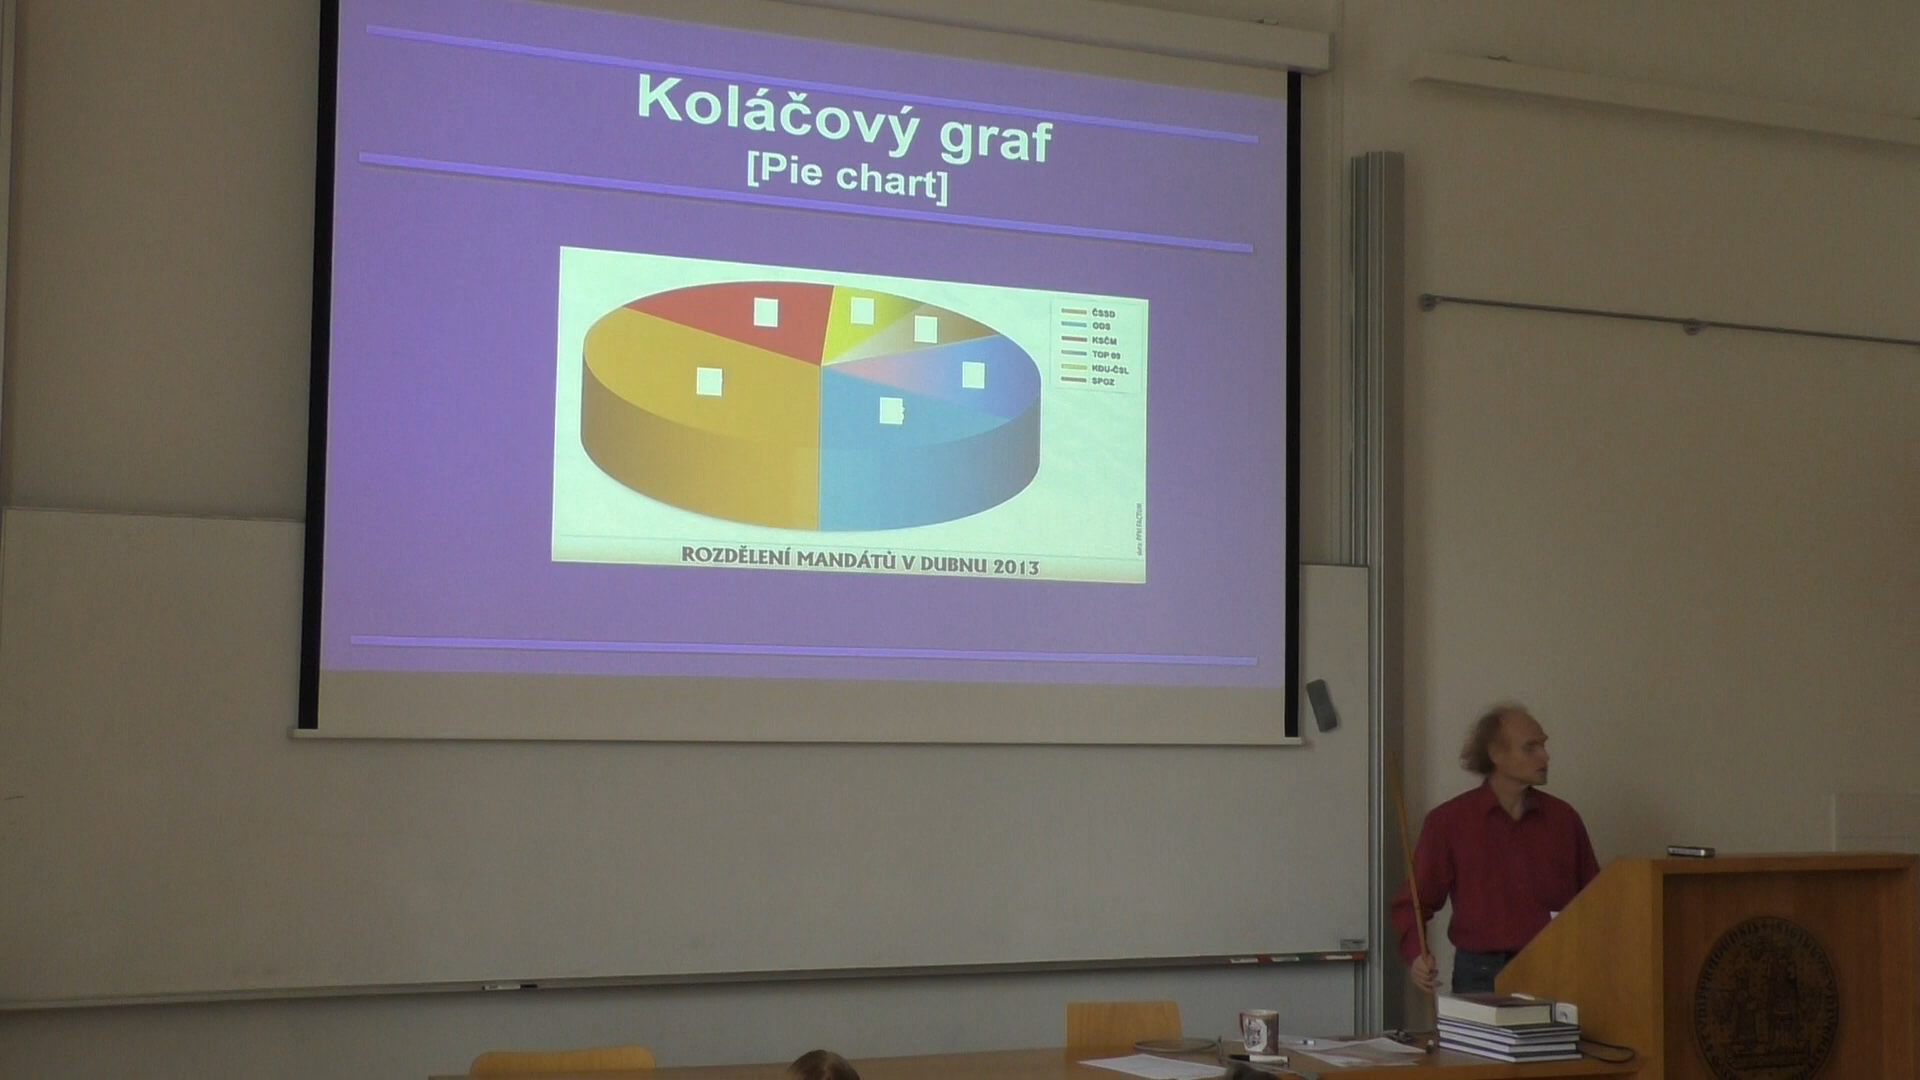 Koláčový graf
[Pie chart]
ČSSD
ODS
KSČM
TOP 09
KDU-ČSL
SPOZ
ROZDĚLENÍ MANDÁTŮ V DUBNU 2013